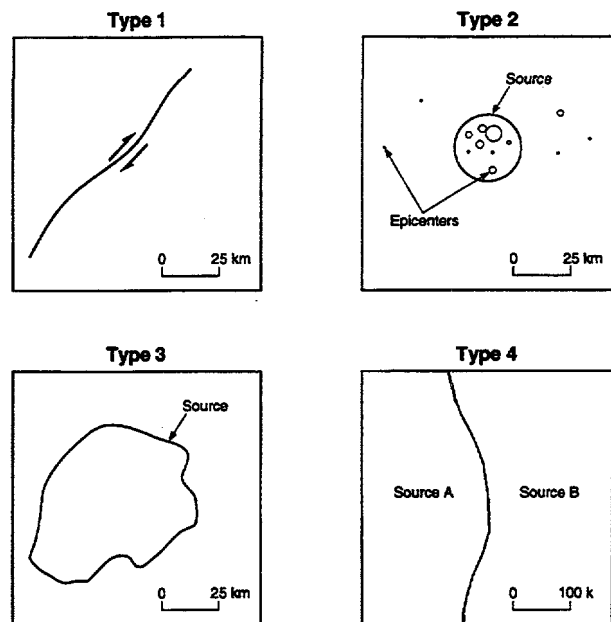 Type 1
0 25 km
Type 2
Source
Epicenters
0 25 km
Type 3
Source
0 25 km
Type 4
Source A
Source B
0 100 k